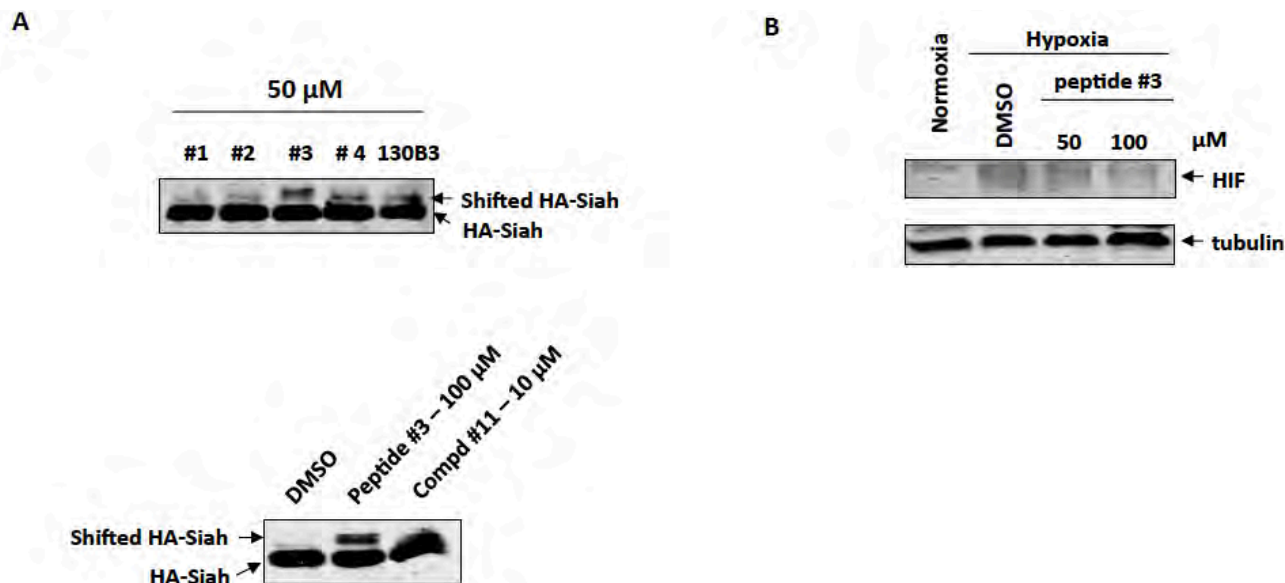 A
50 µM
#1 #2 #3 # 4 130B3
Shifted HA-Siah
HA-Siah
DMSO
Peptide #3 – 100 µM
Compd #11 – 10 µM
Shifted HA-Siah
HA-Siah
B
Normoxia
Hypoxia
DMSO
peptide #3
50 100 µM
HIF
tubulin